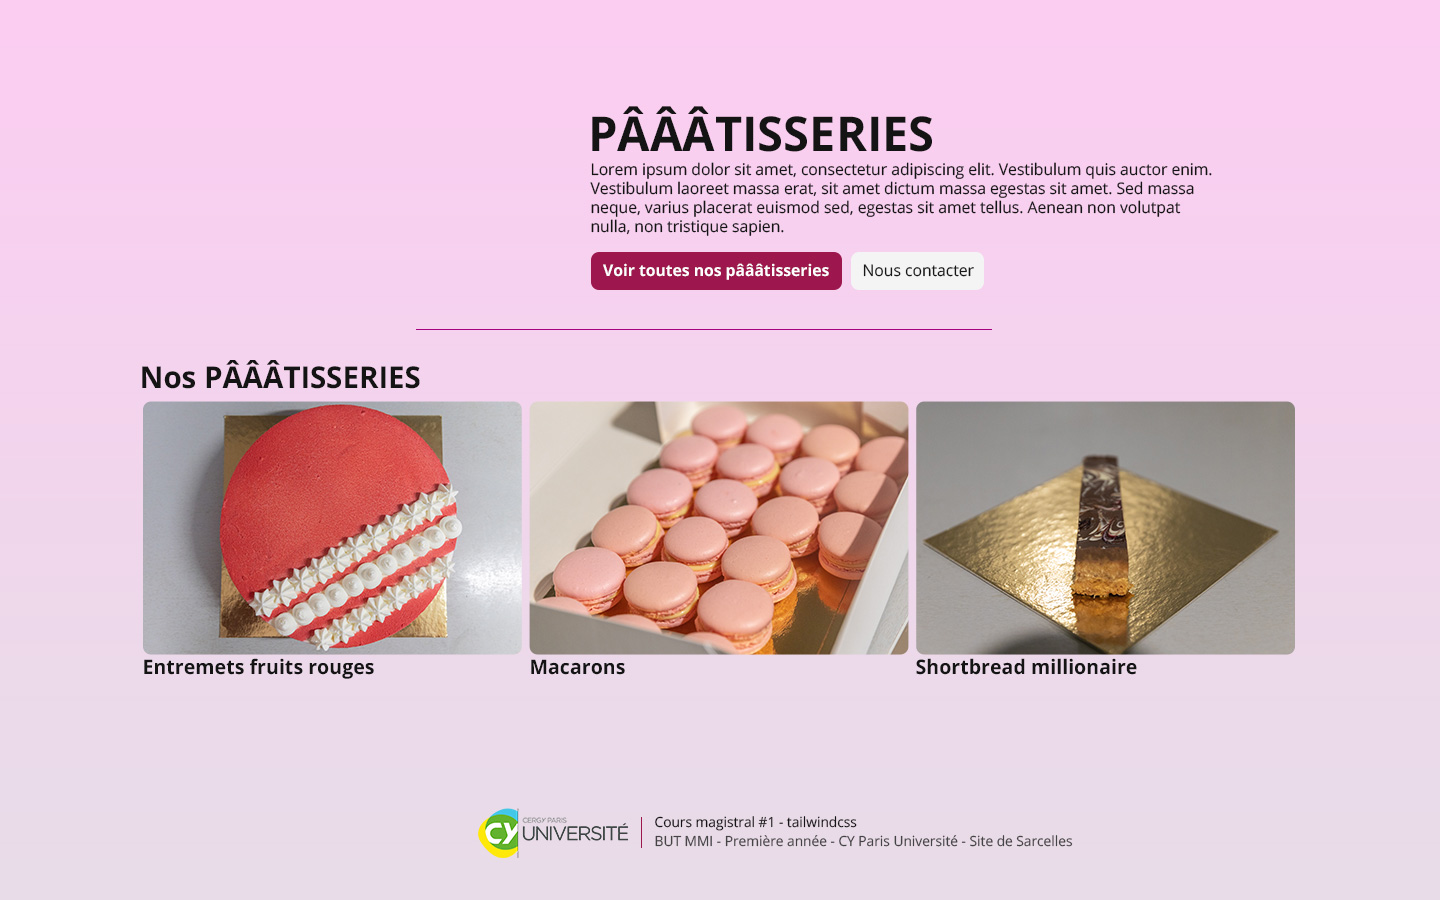 PÂÂÂTISSERIES
Lorem ipsum dolor sit amet, consectetur adipiscing elit. Vestibulum quis auctor enim.
Vestibulum laoreet massa erat, sit amet dictum massa egestas sit amet. Sed massa
neque, varius placerat euismod sed, egestas sit amet tellus. Aenean non volutpat
nulla, non tristique sapien.
Voir toutes nos pâââtisseries
Nous contacter
Nos PÂÂÂTISSERIES
Entremets fruits rouges
Macarons
Shortbread millionaire
CY
CERGY PARIS
UNIVERSITÉ
Cours magistral #1 - tailwindcss
BUT MMI - Première année - CY Paris Université - Site de Sarcelles